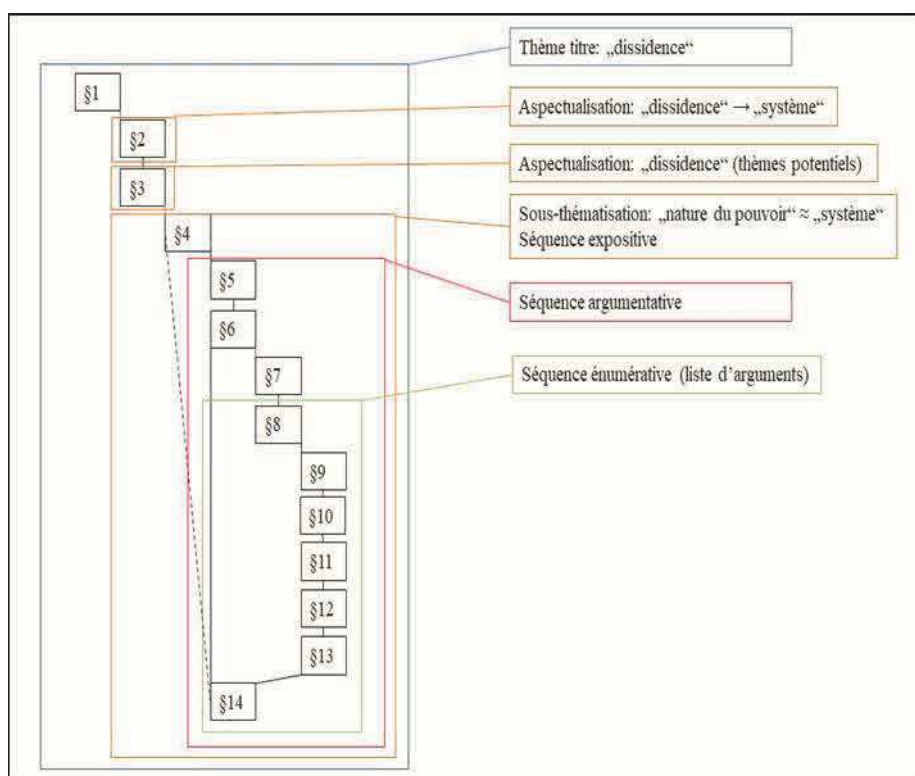 Thème titre: „dissidence“
§1
Aspectualisation: „dissidence“ → „système“
§2
Aspectualisation: „dissidence“ (thèmes potentiels)
§3
Sous-thématisation: „nature du pouvoir“ ≈ „système“
Séquence expositive
§4
§5
Séquence argumentative
§6
§7
Séquence énumérative (liste d’arguments)
§8
§9
§10
§11
§12
§13
§14